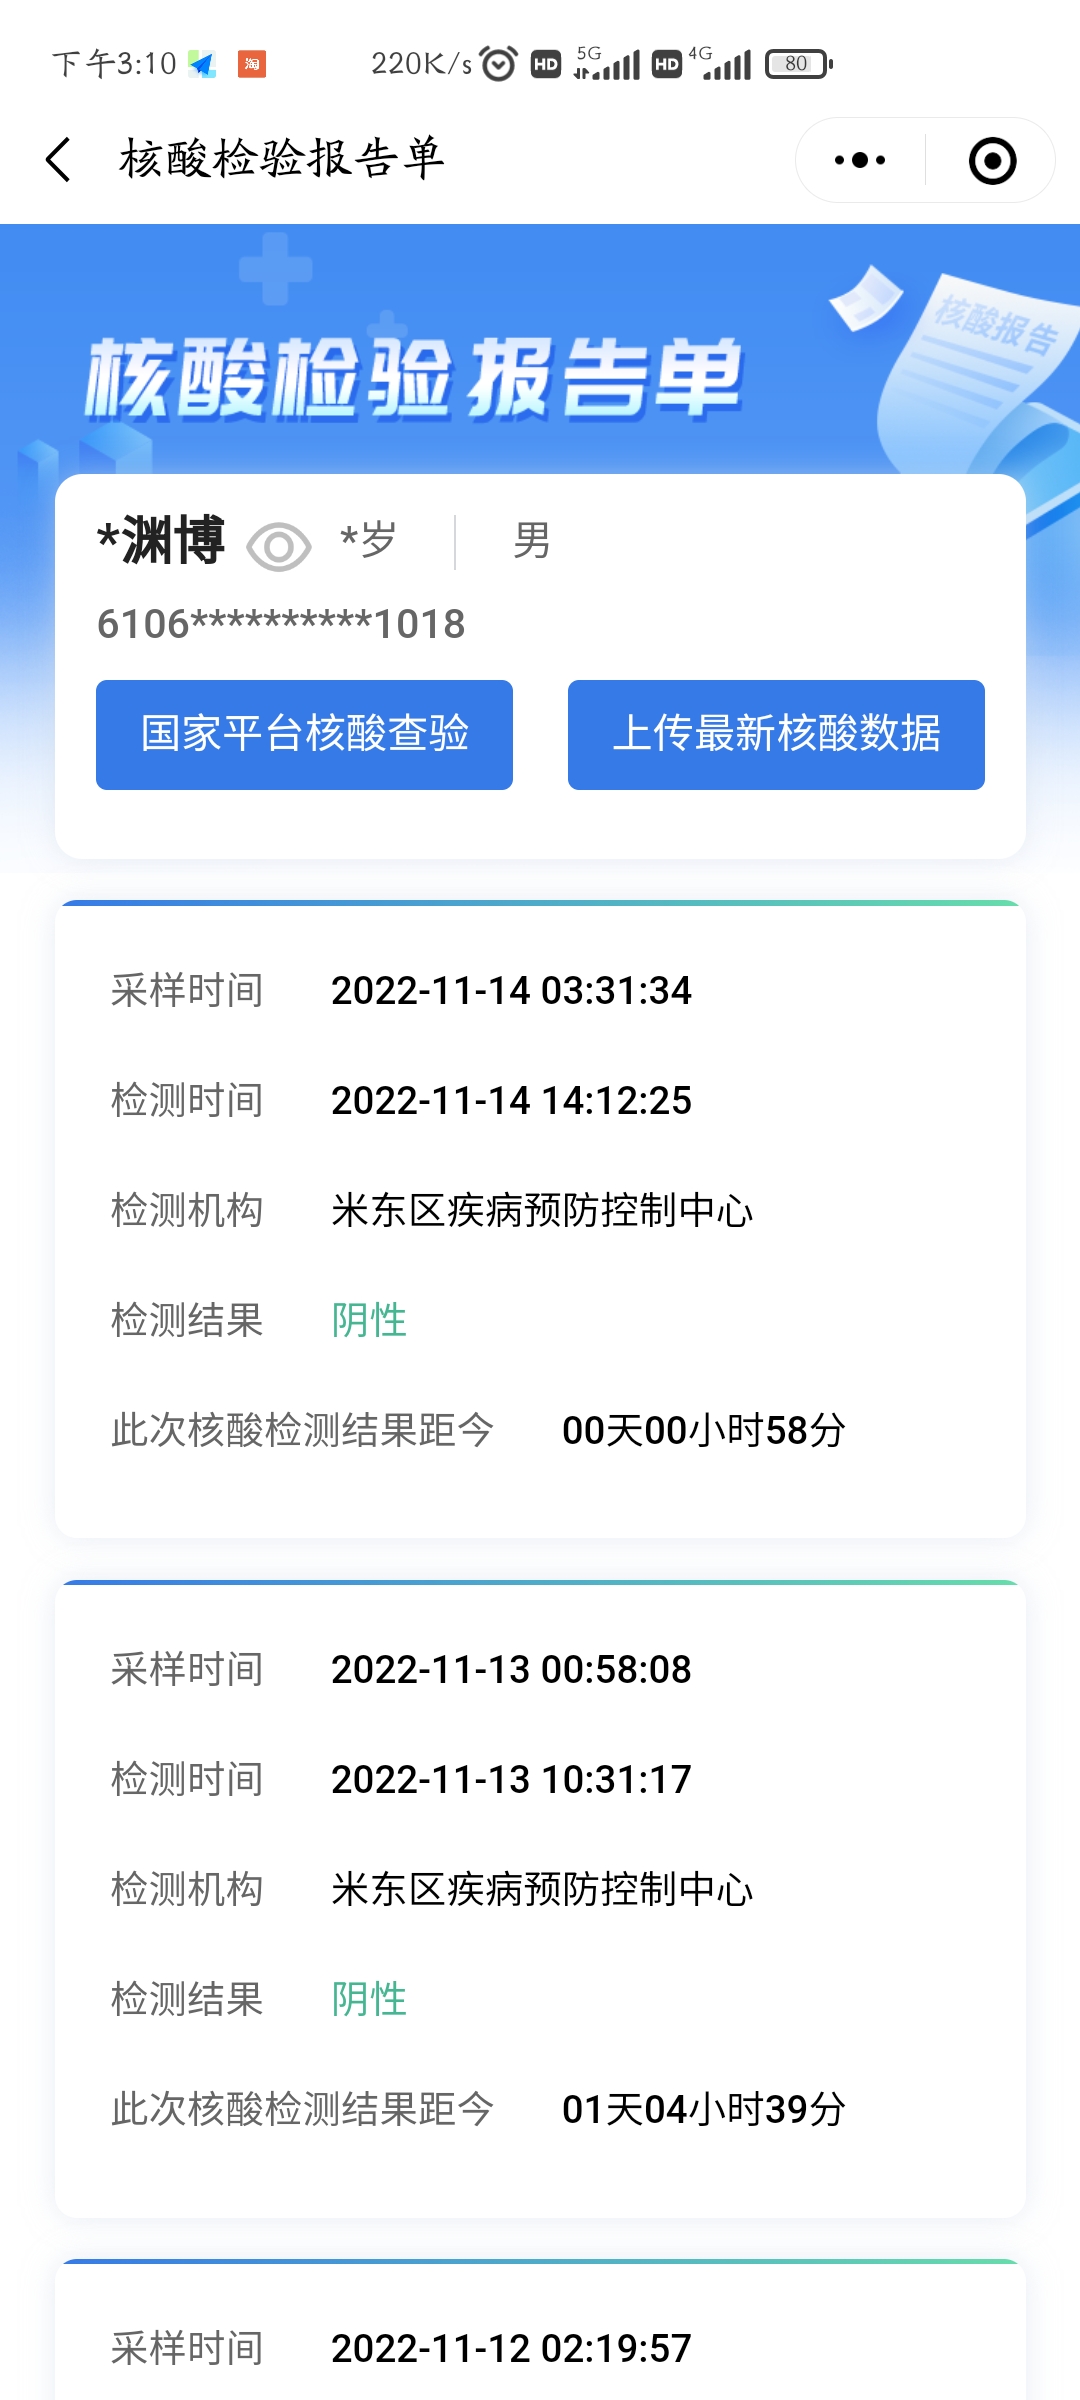 下午3:10 淘 220K/s HD 5G HD 4G 80
核酸检验报告单
核酸报告
核酸检验报告单
*渊博 *岁 男
6106**********1018
国家平台核酸查验 上传最新核酸数据
采样时间 2022-11-14 03:31:34
检测时间 2022-11-14 14:12:25
检测机构 米东区疾病预防控制中心
检测结果 阴性
此次核酸检测结果距今 00天00小时58分
采样时间 2022-11-13 00:58:08
检测时间 2022-11-13 10:31:17
检测机构 米东区疾病预防控制中心
检测结果 阴性
此次核酸检测结果距今 01天04小时39分
采样时间 2022-11-12 02:19:57